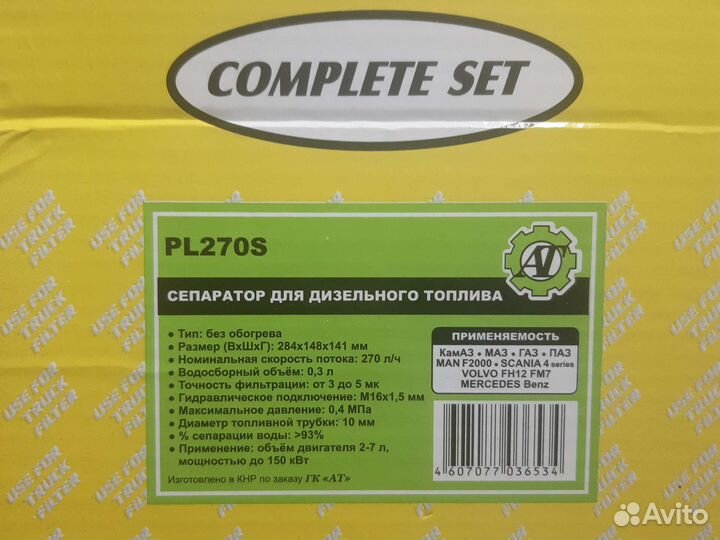 COMPLETE SET
USE FOR TRUCK FILTER
PL270S
AT
СЕПАРАТОР ДЛЯ ДИЗЕЛЬНОГО ТОПЛИВА
• Тип: без обогрева
• Размер (ВхШхГ): 284х148х141 мм
• Номинальная скорость потока: 270 л/ч
• Водосборный объём: 0,3 л
• Точность фильтрации: от 3 до 5 мк
• Гидравлическое подключение: М16х1,5 мм
• Максимальное давление: 0,4 МПа
• Диаметр топливной трубки: 10 мм
• % сепарации воды: >93%
• Применение: объём двигателя 2-7 л,
мощностью до 150 кВт
Изготовлено в КНР по заказу ГК «АТ»
ПРИМЕНЯЕМОСТЬ
КамАЗ • МАЗ • ГАЗ • ПАЗ
MAN F2000 • SCANIA 4 series
VOLVO FH12 FM7
MERCEDES Benz
4 607077 036534
Avito